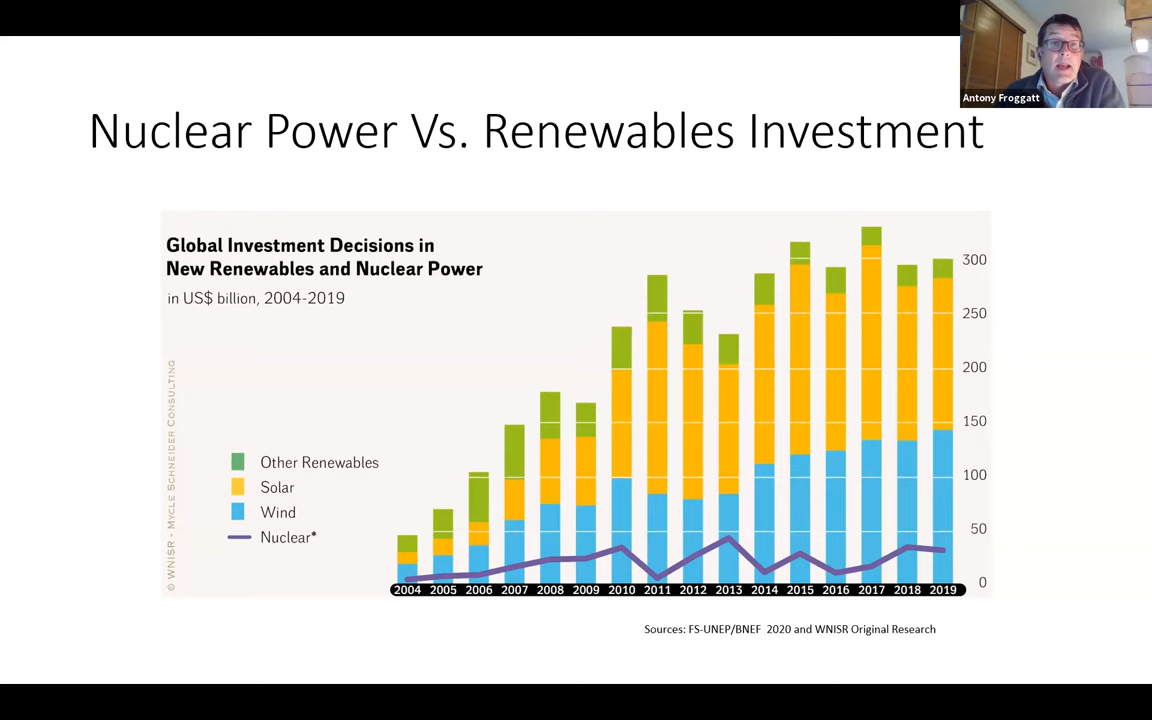 Antony Froggatt
Nuclear Power Vs. Renewables Investment
Global Investment Decisions in
New Renewables and Nuclear Power
in US$ billion, 2004-2019
300
250
200
150
100
50
0
Other Renewables
Solar
Wind
Nuclear*
© WNISR - MYCLE SCHNEIDER CONSULTING
2004 2005 2006 2007 2008 2009 2010 2011 2012 2013 2014 2015 2016 2017 2018 2019
Sources: FS-UNEP/BNEF 2020 and WNISR Original Research